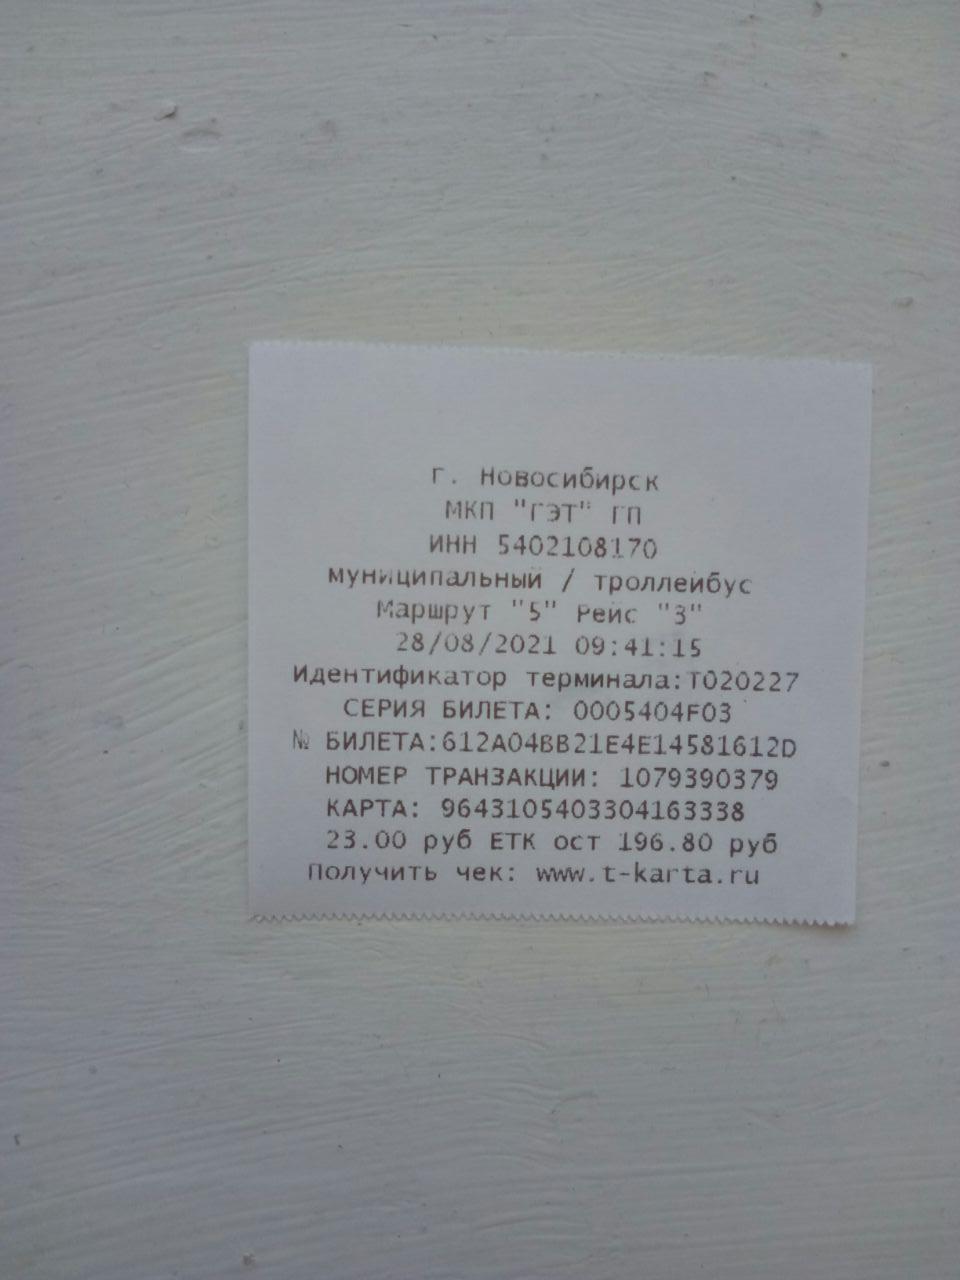 г. Новосибирск
МКП "ГЭТ" ГП
ИНН 5402108170
муниципальный / троллейбус
Маршрут "5" Рейс "3"
28/08/2021 09:41:15
Идентификатор терминала:T020227
СЕРИЯ БИЛЕТА: 0005404F03
№ БИЛЕТА:612A04BB21E4E14581612D
НОМЕР ТРАНЗАКЦИИ: 1079390379
КАРТА: 9643105403304163338
23.00 руб ЕТК ост 196.80 руб
Получить чек: www.t-karta.ru